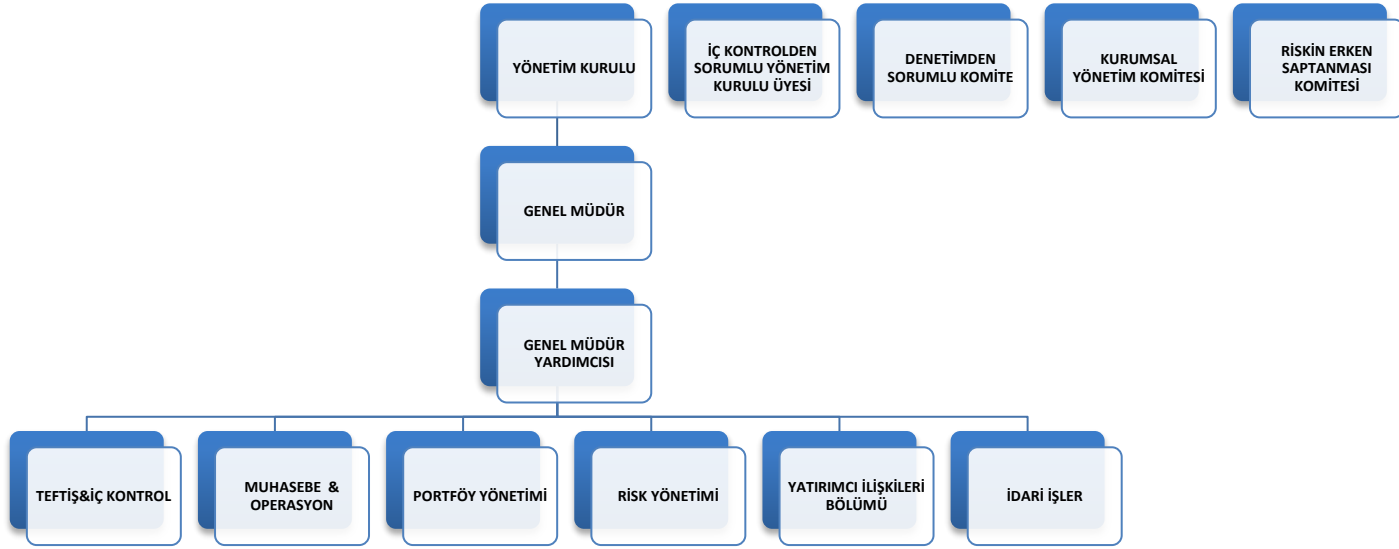 YÖNETİM KURULU
İÇ KONTROLDEN
SORUMLU YÖNETİM
KURULU ÜYESİ
DENETİMDEN
SORUMLU KOMİTE
KURUMSAL
YÖNETİM KOMİTESİ
RİSKİN ERKEN
SAPTANMASI
KOMİTESİ
GENEL MÜDÜR
GENEL MÜDÜR
YARDIMCISI
TEFTİŞ&İÇ KONTROL
MUHASEBE &
OPERASYON
PORTFÖY YÖNETİMİ
RİSK YÖNETİMİ
YATIRIMCI İLİŞKİLERİ
BÖLÜMÜ
İDARİ İŞLER